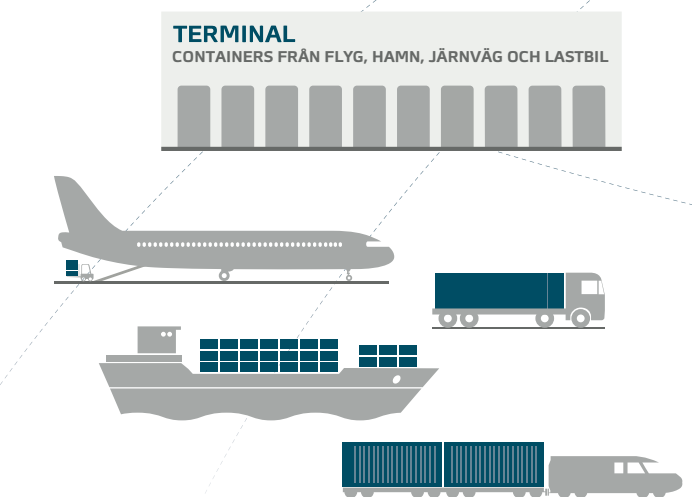 TERMINAL
CONTAINERS FRÅN FLYG, HAMN, JÄRNVÄG OCH LASTBIL